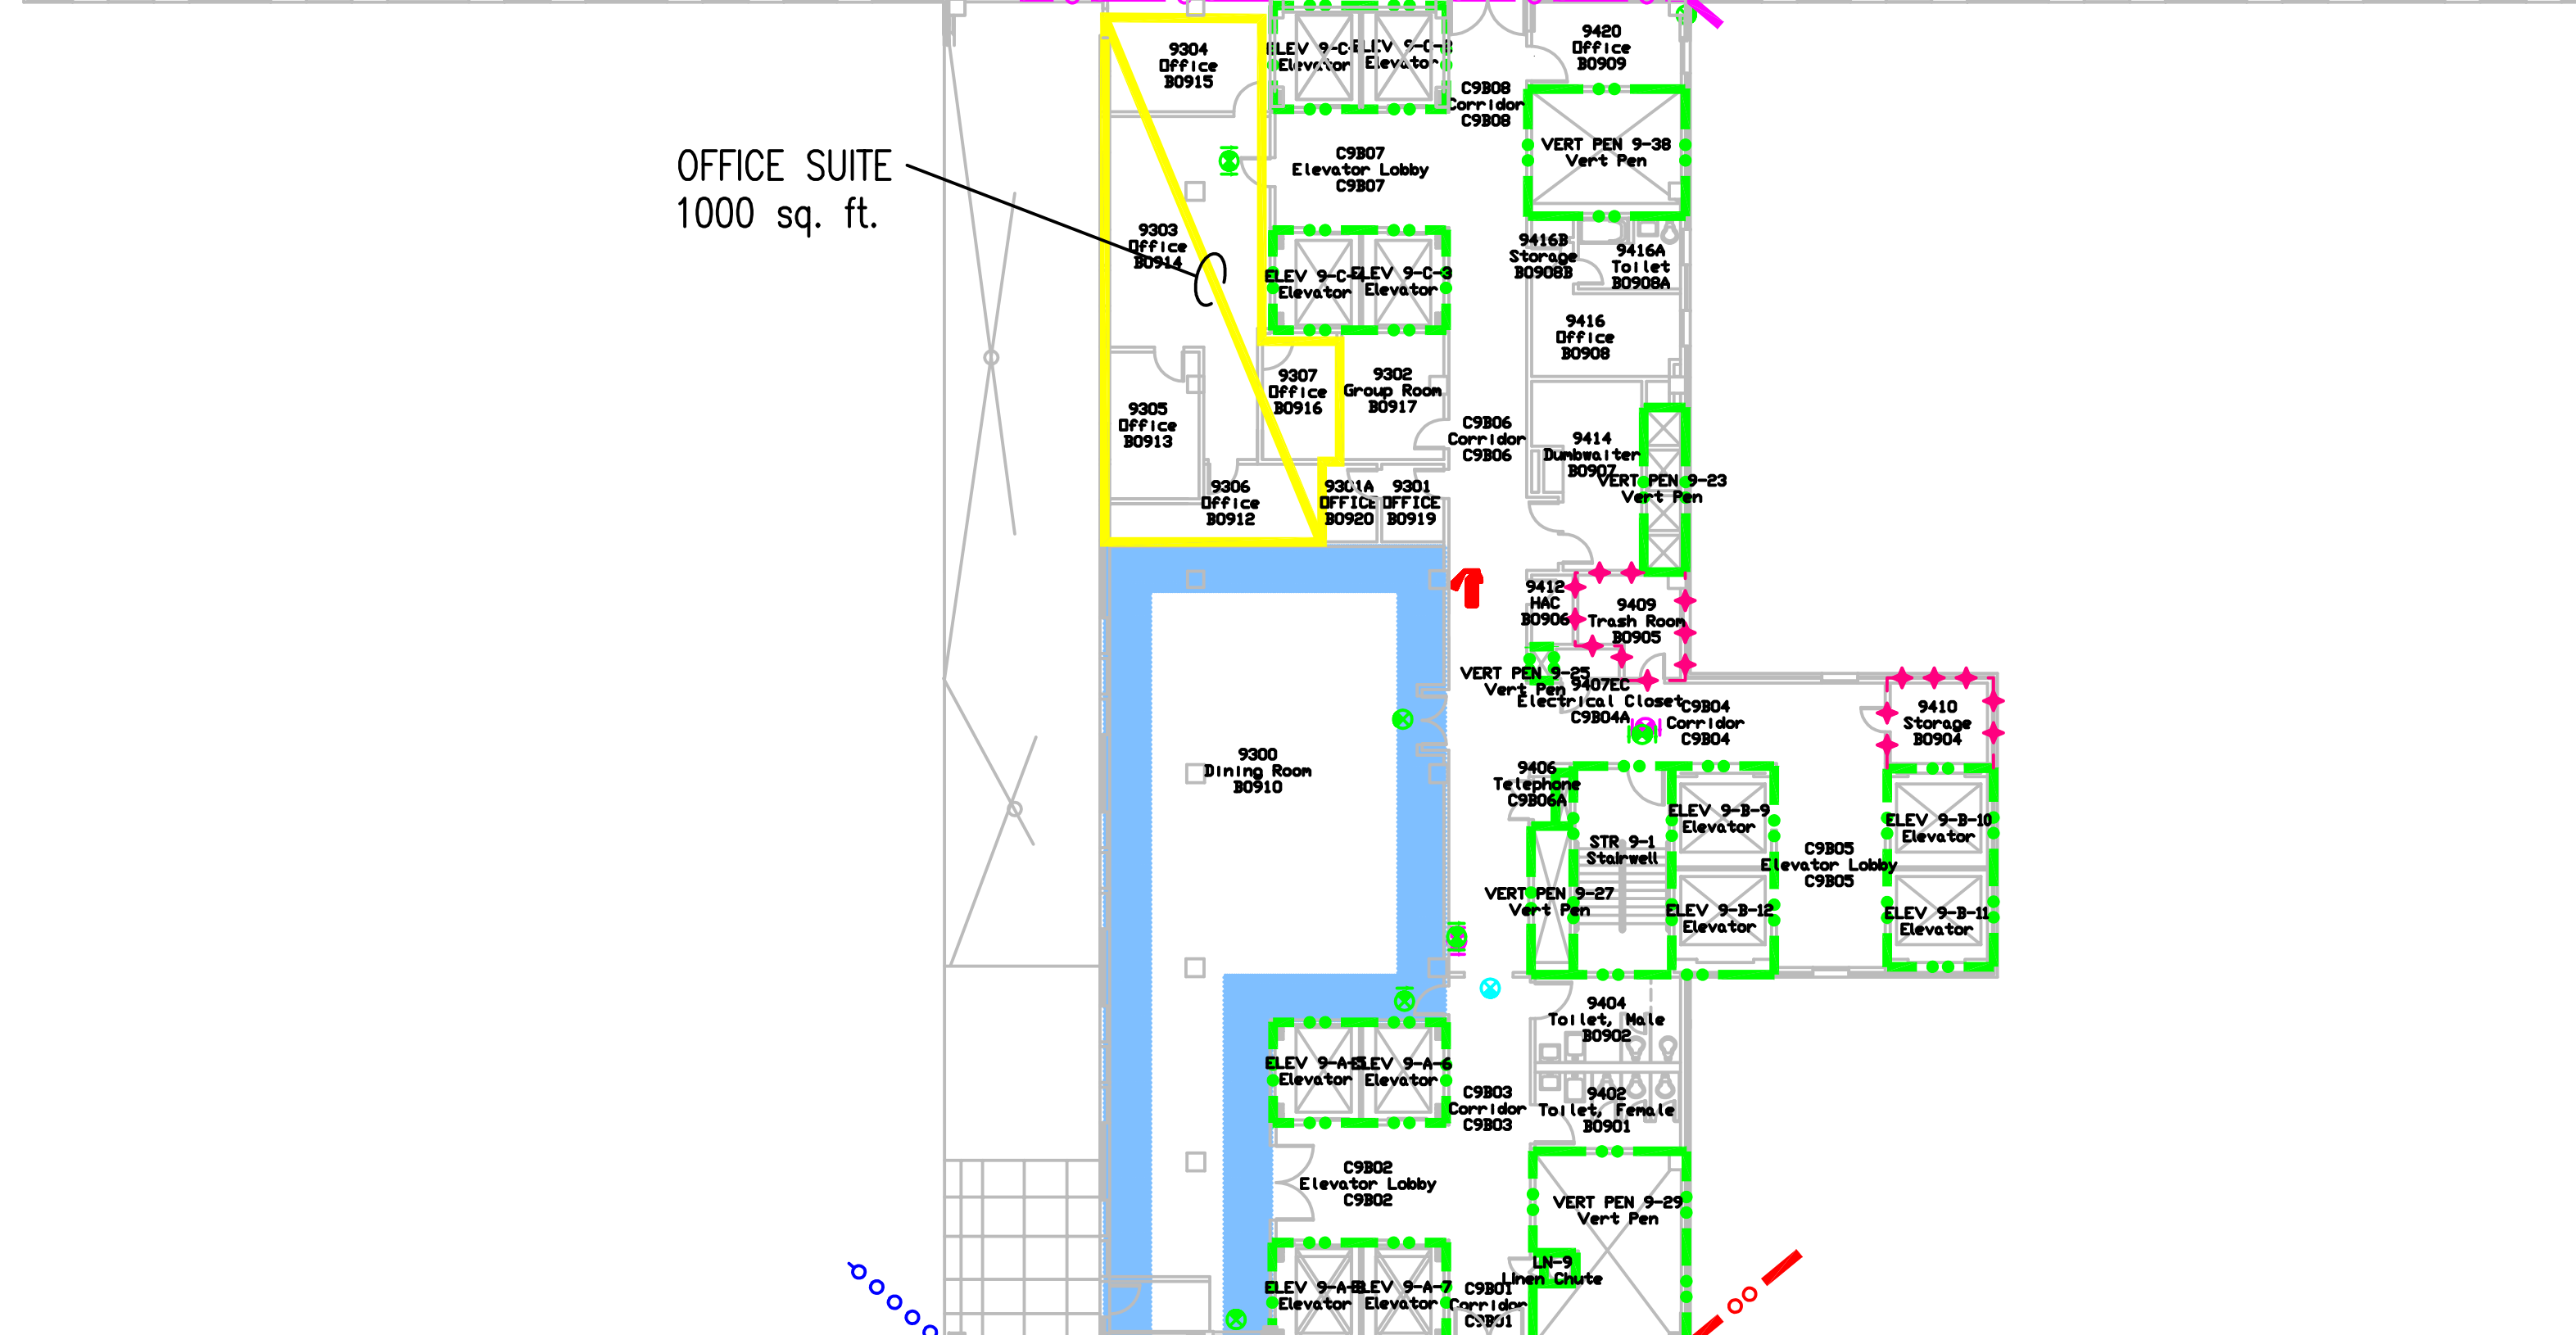 OFFICE SUITE
1000 sq. ft.
9304
Office
B0915
9303
Office
B0914
9305
Office
B0913
9306
Office
B0912
9307
Office
B0916
9302
Group Room
B0917
9301A
OFFICE
B0920
9301
OFFICE
B0919
Elevator
Elevator
C9B07
Elevator Lobby
C9B07
ELEV 9-C-4
Elevator
ELEV 9-C-3
Elevator
C9B08
Corridor
C9B08
9420
Office
B0909
VERT PEN 9-38
Vert Pen
9416B
Storage
B0908B
9416A
Toilet
B0908A
9416
Office
B0908
C9B06
Corridor
C9B06
9414
Dumbwaiter
B0907
VERT PEN 9-23
Vert Pen
9412
HAC
B0906
9409
Trash Room
B0905
VERT PEN 9-25
Vert Pen
9407EC
Electrical Closet
C9B04A
C9B04
Corridor
C9B04
9410
Storage
B0904
9300
Dining Room
B0910
9406
Telephone
C9B06A
STR 9-1
Stairwell
ELEV 9-B-9
Elevator
ELEV 9-B-10
Elevator
C9B05
Elevator Lobby
C9B05
VERT PEN 9-27
Vert Pen
ELEV 9-B-12
Elevator
ELEV 9-B-11
Elevator
9404
Toilet, Male
B0902
ELEV 9-A-5
Elevator
ELEV 9-A-6
Elevator
C9B03
Corridor
C9B03
9402
Toilet, Female
B0901
C9B02
Elevator Lobby
C9B02
VERT PEN 9-29
Vert Pen
LN-9
Linen Chute
ELEV 9-A-8
Elevator
ELEV 9-A-7
Elevator
C9B01
Corridor
C9B01